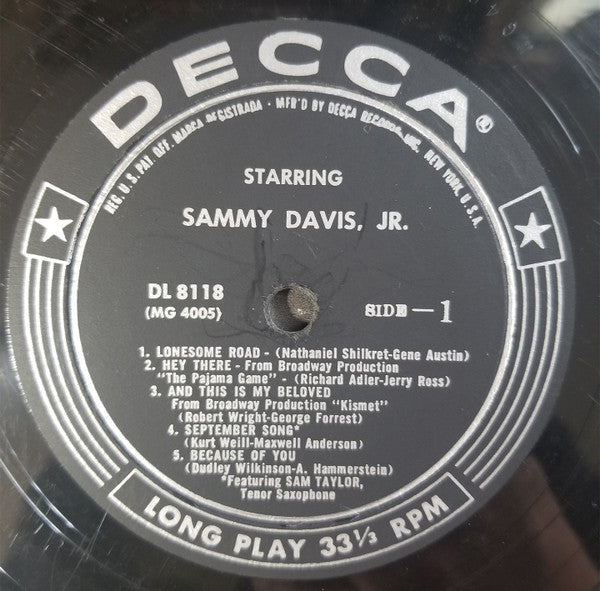 DECCA®
REG. U.S. PAT. OFF. MARCA REGISTRADA • MFR'D BY DECCA RECORDS, INC., NEW YORK, U.S.A.
STARRING
SAMMY DAVIS, JR.
DL 8118
(MG 4005)
SIDE - 1
1. LONESOME ROAD - (Nathaniel Shilkret-Gene Austin)
2. HEY THERE - From Broadway Production
"The Pajama Game" - (Richard Adler-Jerry Ross)
3. AND THIS IS MY BELOVED
From Broadway Production "Kismet"
(Robert Wright-George Forrest)
4. SEPTEMBER SONG*
(Kurt Weill-Maxwell Anderson)
5. BECAUSE OF YOU
(Dudley Wilkinson-A. Hammerstein)
*Featuring SAM TAYLOR,
Tenor Saxophone
LONG PLAY 33⅓ RPM